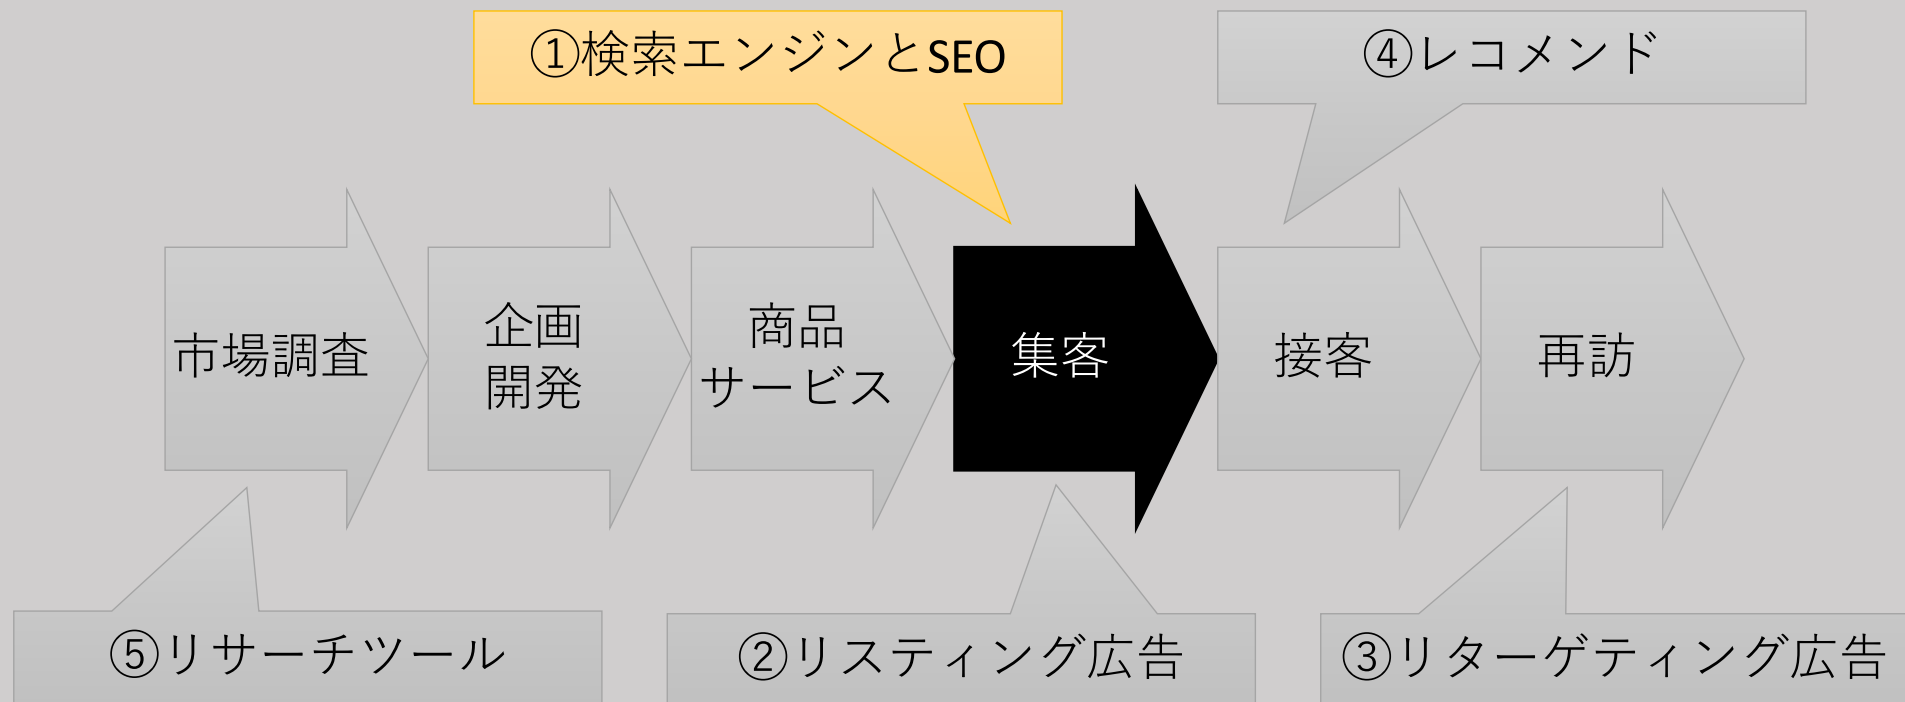 ①検索エンジンとSEO
④レコメンド
市場調査
企画
開発
商品
サービス
集客
接客
再訪
⑤リサーチツール
②リスティング広告
③リターゲティング広告